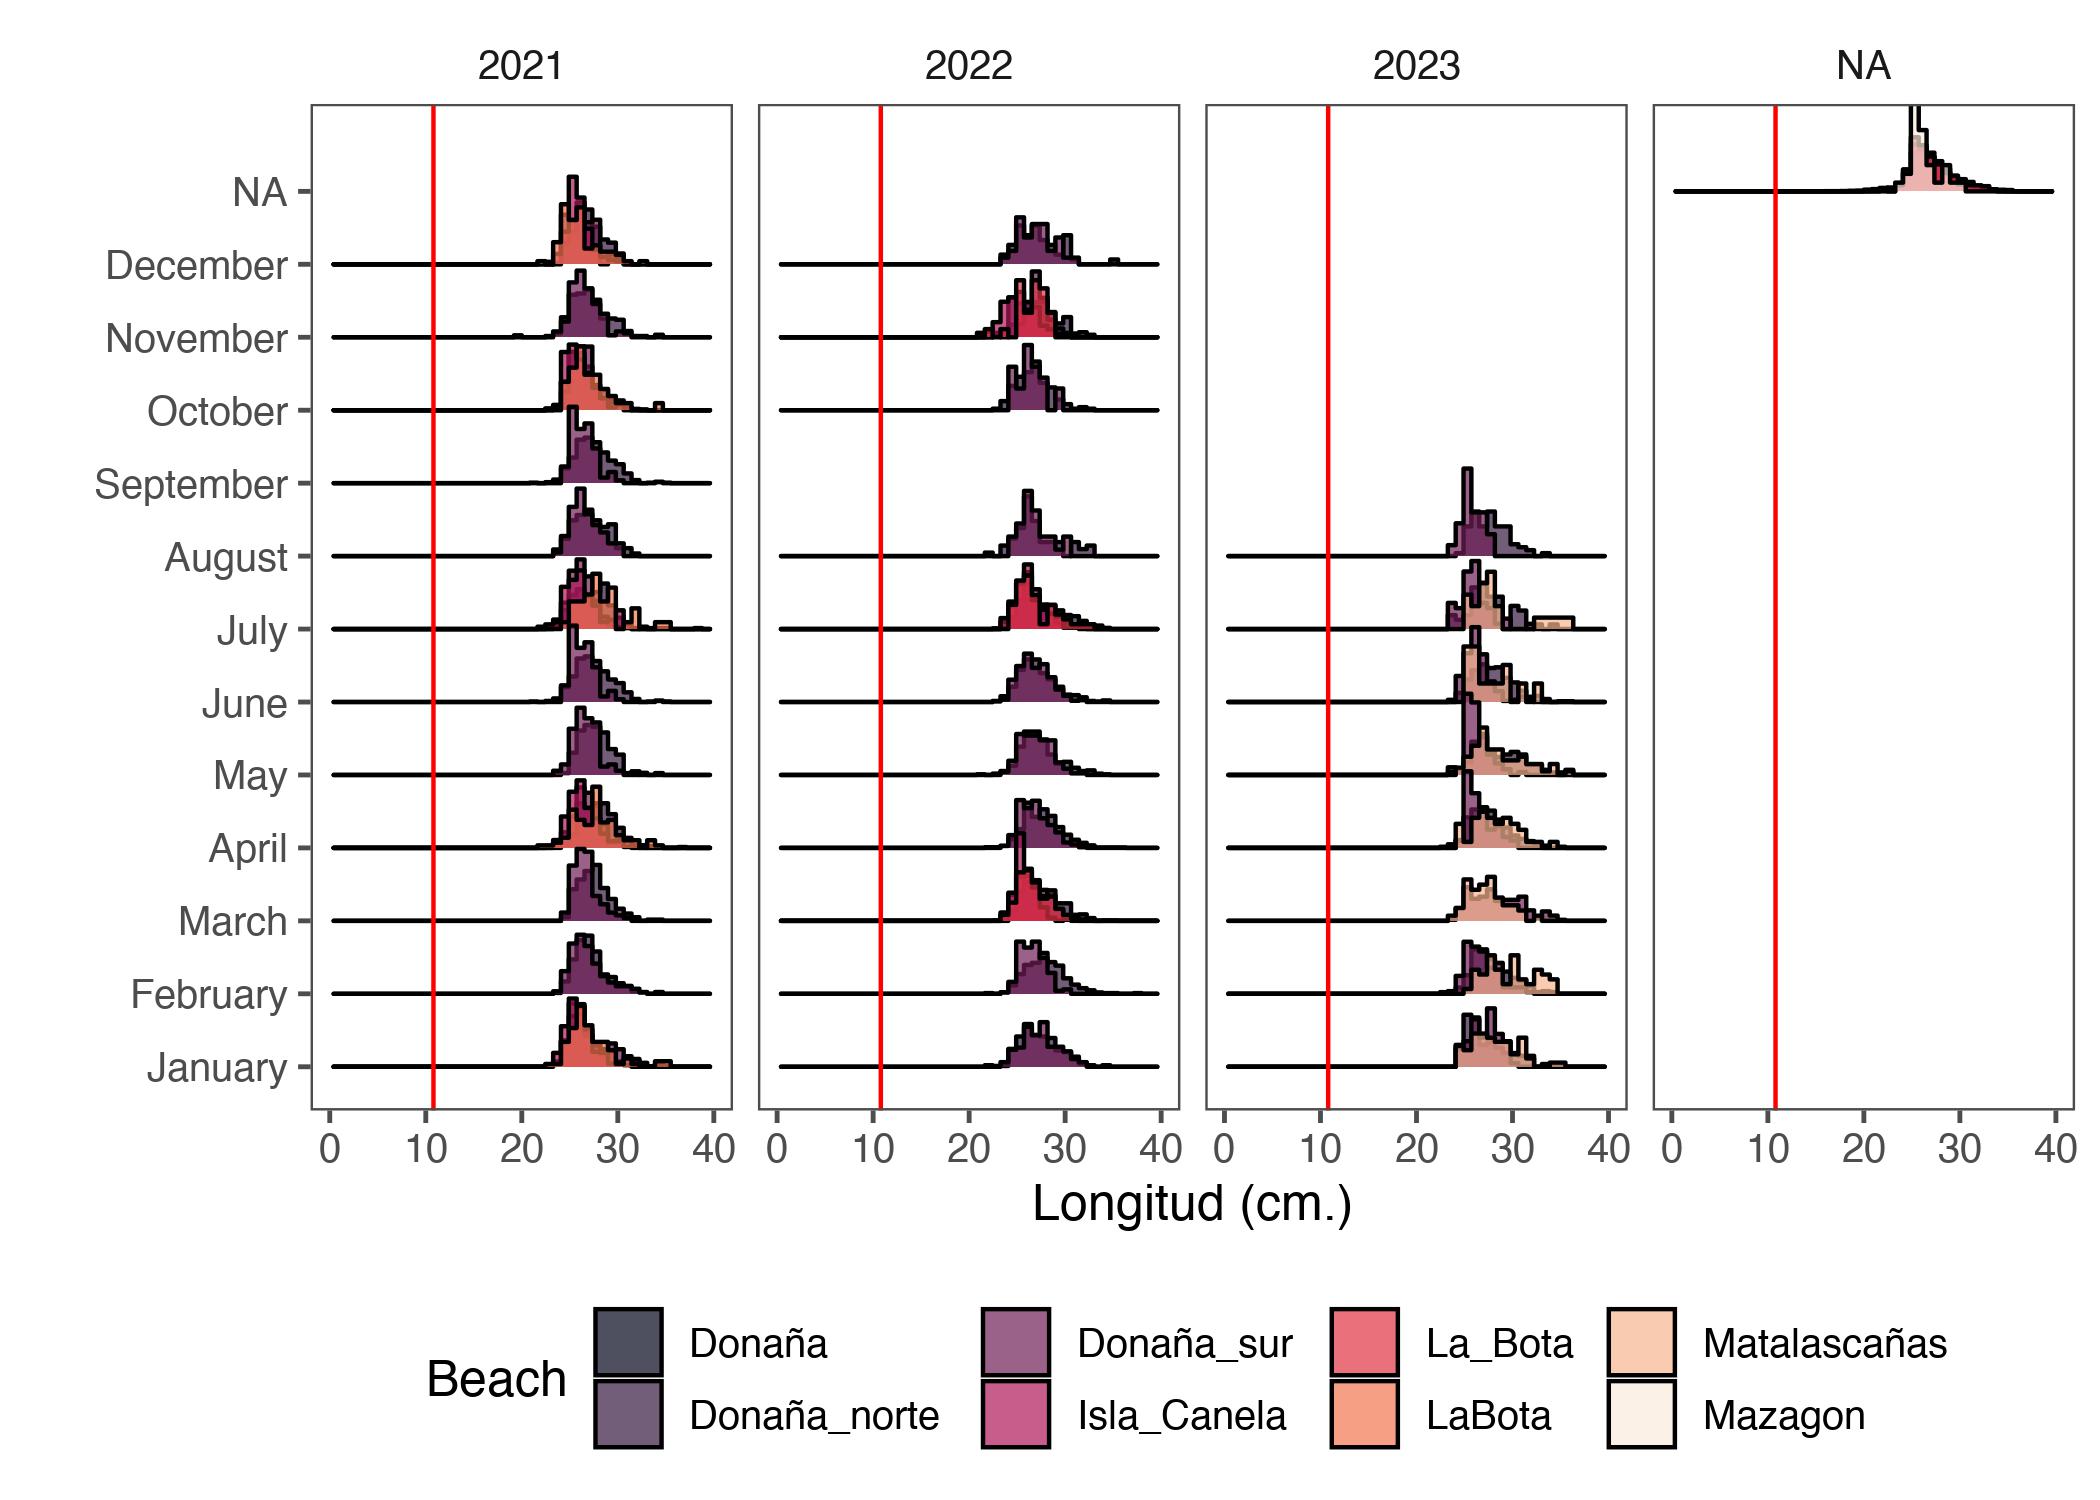 2021 2022 2023 NA
NA
December
November
October
September
August
July
June
May
April
March
February
January
0 10 20 30 40 0 10 20 30 40 0 10 20 30 40 0 10 20 30 40
Longitud (cm.)
Beach
Donaña Donaña_sur La_Bota Matalascañas
Donaña_norte Isla_Canela LaBota Mazagon